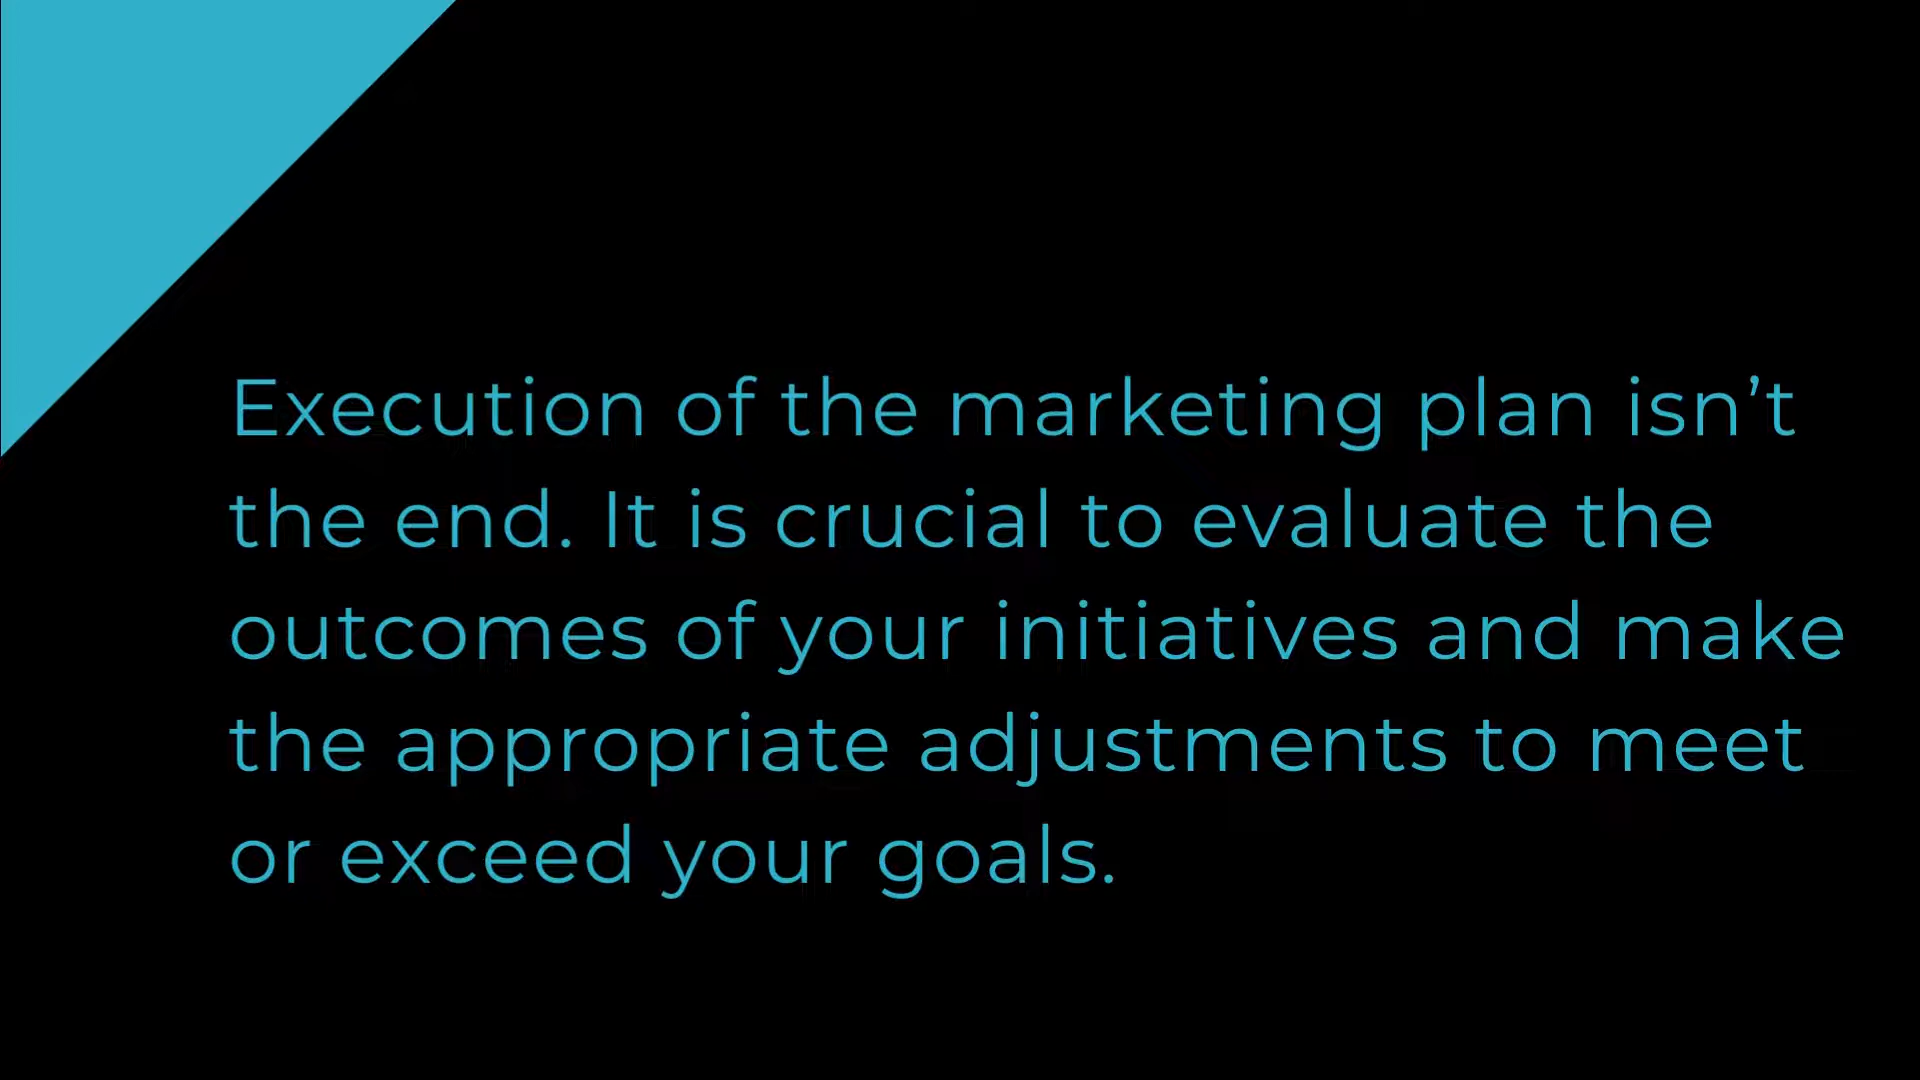 Execution of the marketing plan isn’t
the end. It is crucial to evaluate the
outcomes of your initiatives and make
the appropriate adjustments to meet
or exceed your goals.